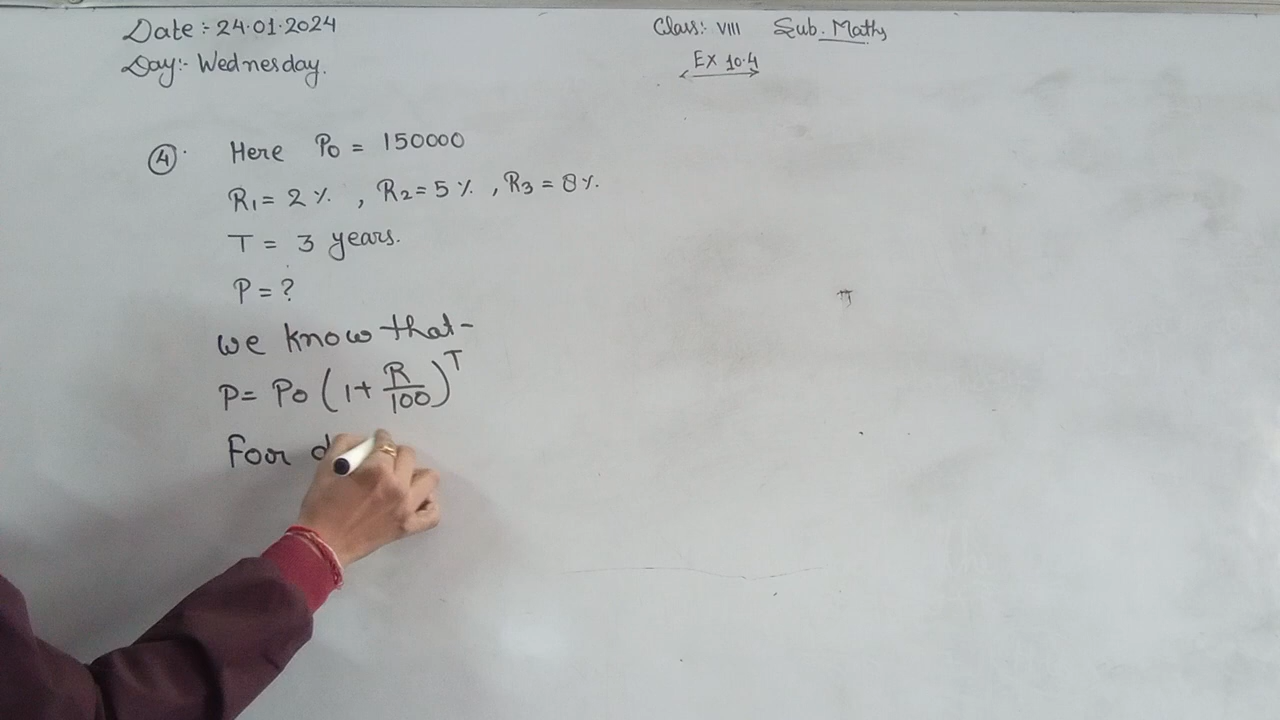 Date :- 24.01.2024
Day:- Wednesday.
Class:- VIII Sub. Maths
EX 10.4
4. Here P0 = 150000
R1 = 2 %. , R2 = 5 %. , R3 = 8 %.
T = 3 years.
P = ?
We know that-
P = P0 (1 + R/100)^T
For